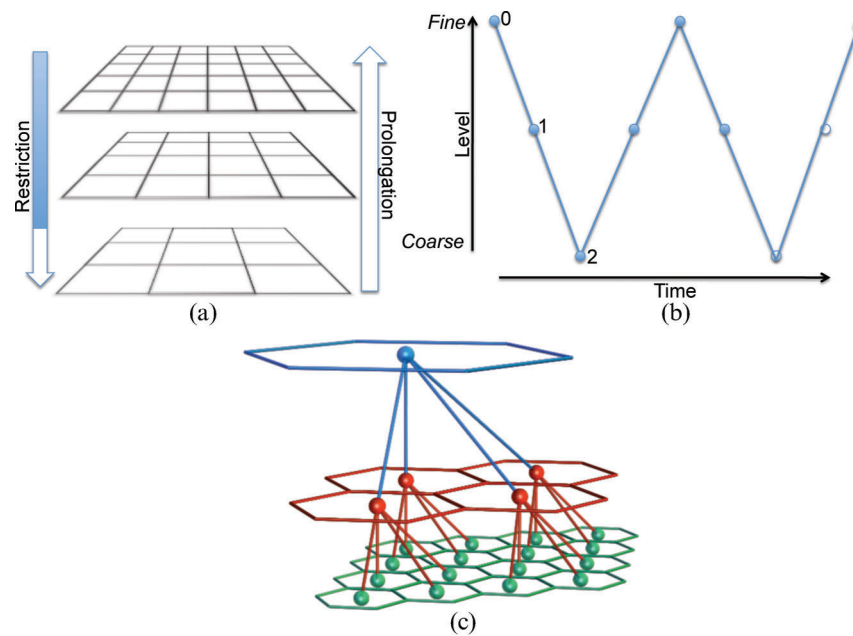 Restriction
Prolongation
(a)
Fine
0
1
Level
Coarse
2
Time
(b)
(c)